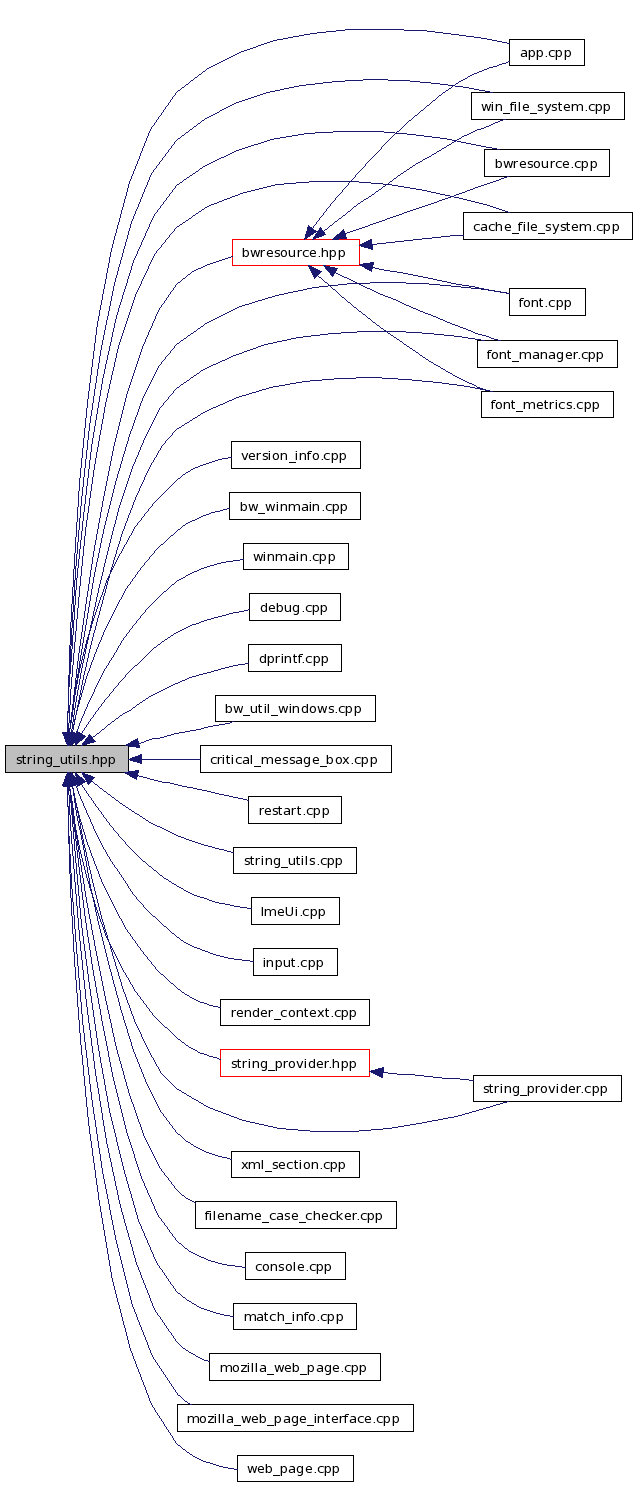 app.cpp
win_file_system.cpp
bwresource.cpp
cache_file_system.cpp
bwresource.hpp
font.cpp
font_manager.cpp
font_metrics.cpp
version_info.cpp
bw_winmain.cpp
winmain.cpp
debug.cpp
dprintf.cpp
bw_util_windows.cpp
string_utils.hpp
critical_message_box.cpp
restart.cpp
string_utils.cpp
ImeUi.cpp
input.cpp
render_context.cpp
string_provider.hpp
string_provider.cpp
xml_section.cpp
filename_case_checker.cpp
console.cpp
match_info.cpp
mozilla_web_page.cpp
mozilla_web_page_interface.cpp
web_page.cpp